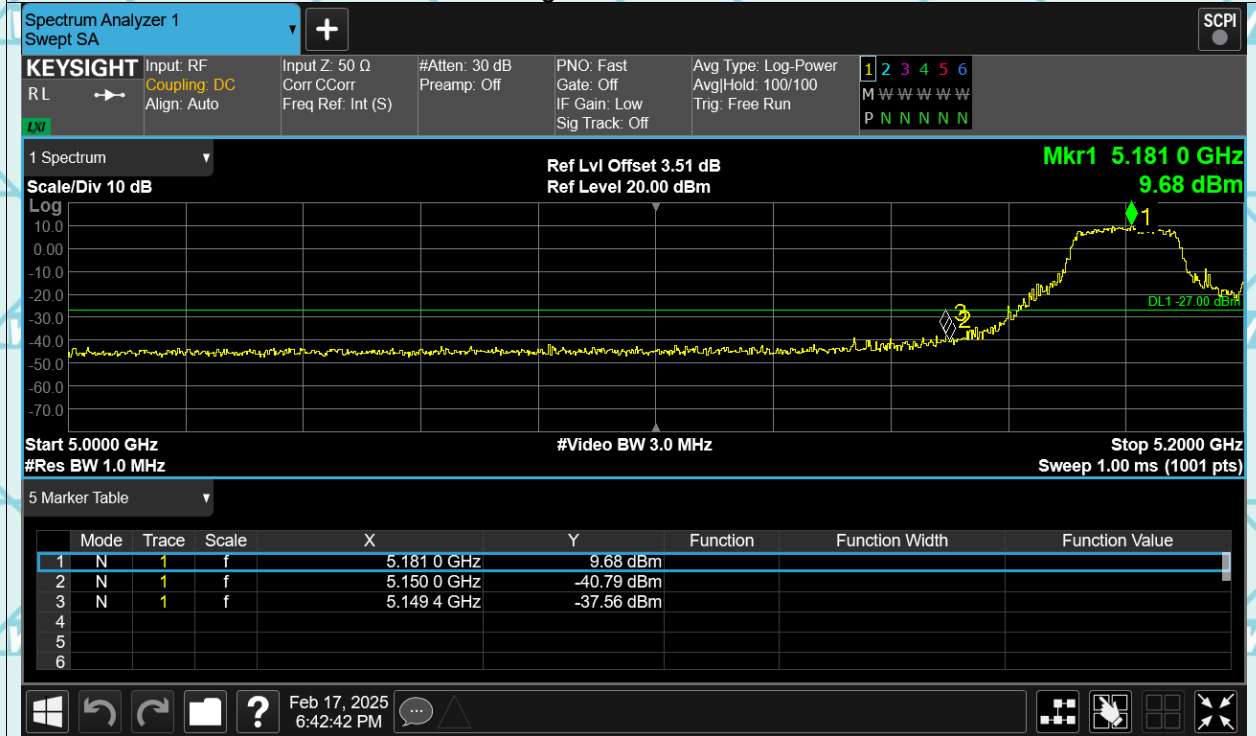 Spectrum Analyzer 1
Swept SA
+
SCPI
KEYSIGHT
R L
LXI
Input: RF
Coupling: DC
Align: Auto
Input Z: 50 Ω
Corr CCorr
Freq Ref: Int (S)
#Atten: 30 dB
Preamp: Off
PNO: Fast
Gate: Off
IF Gain: Low
Sig Track: Off
Avg Type: Log-Power
Avg|Hold: 100/100
Trig: Free Run
1 2 3 4 5 6
M W W W W W
P N N N N N
1 Spectrum
Scale/Div 10 dB
Ref Lvl Offset 3.51 dB
Ref Level 20.00 dBm
Mkr1 5.181 0 GHz
9.68 dBm
Log
10.0
0.00
-10.0
-20.0
-30.0
-40.0
-50.0
-60.0
-70.0
1
DL1 -27.00 dBm
3
2
Start 5.0000 GHz
#Video BW 3.0 MHz
Stop 5.2000 GHz
#Res BW 1.0 MHz
Sweep 1.00 ms (1001 pts)
5 Marker Table
Mode Trace Scale X Y Function Function Width Function Value
1 N 1 f 5.181 0 GHz 9.68 dBm
2 N 1 f 5.150 0 GHz -40.79 dBm
3 N 1 f 5.149 4 GHz -37.56 dBm
4
5
6
?
Feb 17, 2025
6:42:42 PM